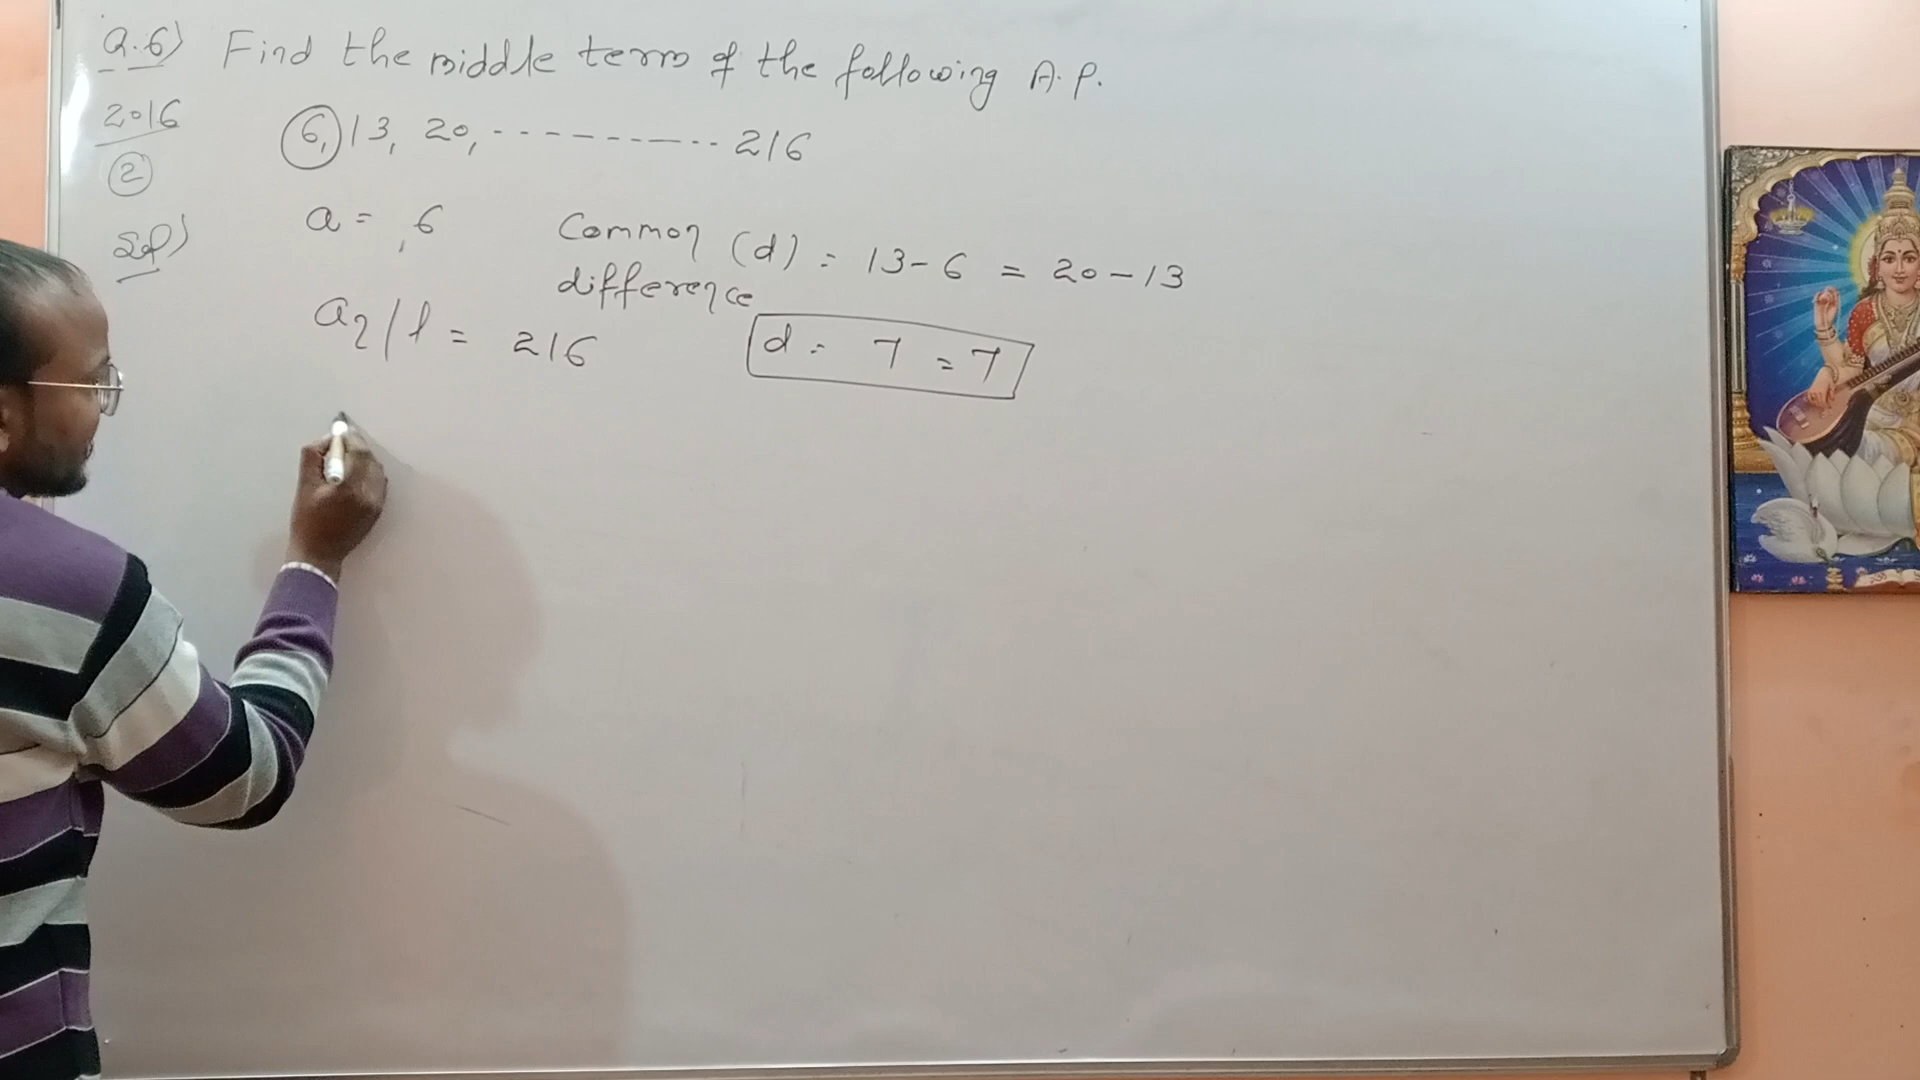 Q.6) Find the middle term of the following A.P.
2016
2
6, 13, 20, ----------- 216
Sol)
a = 6
Common difference (d) = 13 - 6 = 20 - 13
an/l = 216
d = 7 = 7